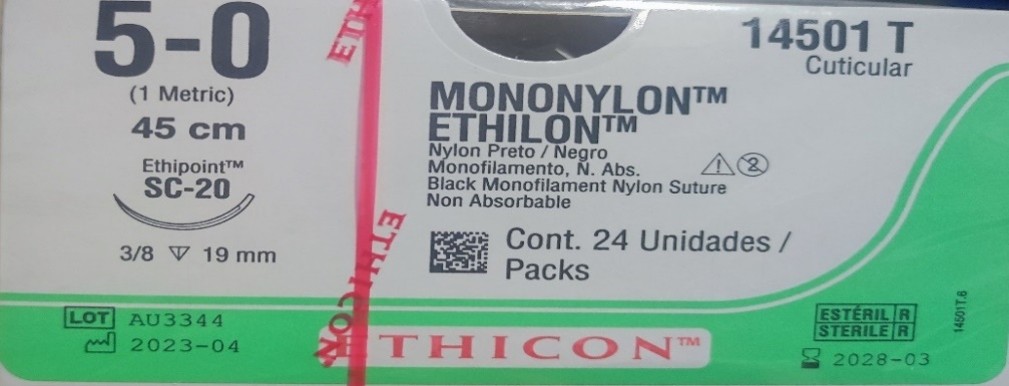 5-0
(1 Metric)
45 cm
Ethipoint™
SC-20
3/8 19 mm
LOT AU3344
2023-04
14501 T
Cuticular
MONONYLON™
ETHILON™
Nylon Preto / Negro
Monofilamento, N. Abs.
Black Monofilament Nylon Suture
Non Absorbable
2
Cont. 24 Unidades /
Packs
ESTÉRIL R
STERILE R
2028-03
14501T.6
ETHICON™
ETHICON